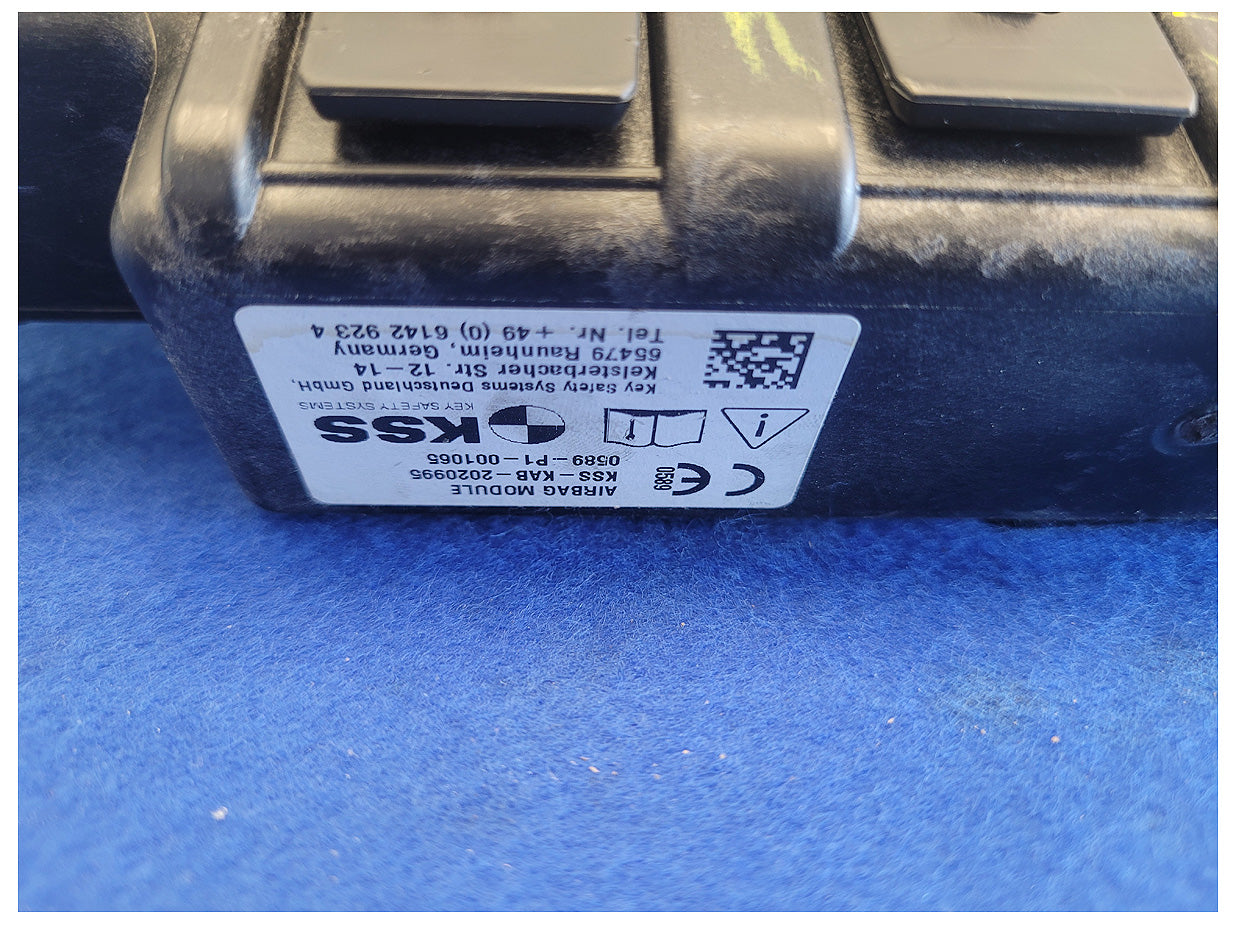 AIRBAG MODULE
KSS-KAB-2020995
0589-P1-001065
CE 0589
KSS
KEY SAFETY SYSTEMS
Key Safety Systems Deutschland GmbH,
Kelsterbacher Str. 12-14
65479 Raunheim, Germany
Tel. Nr. +49 (0) 6142 923 4